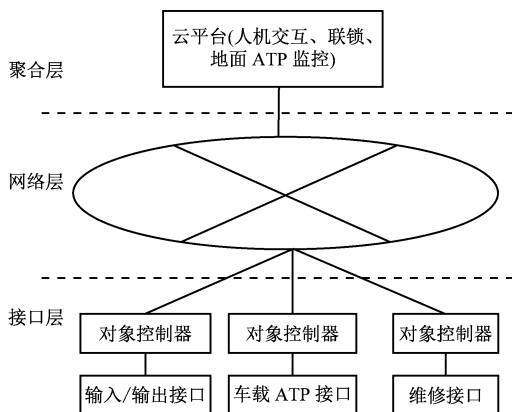 云平台(人机交互、联锁、
地面 ATP 监控)
聚合层
网络层
接口层
对象控制器
对象控制器
对象控制器
输入/输出接口
车载 ATP 接口
维修接口